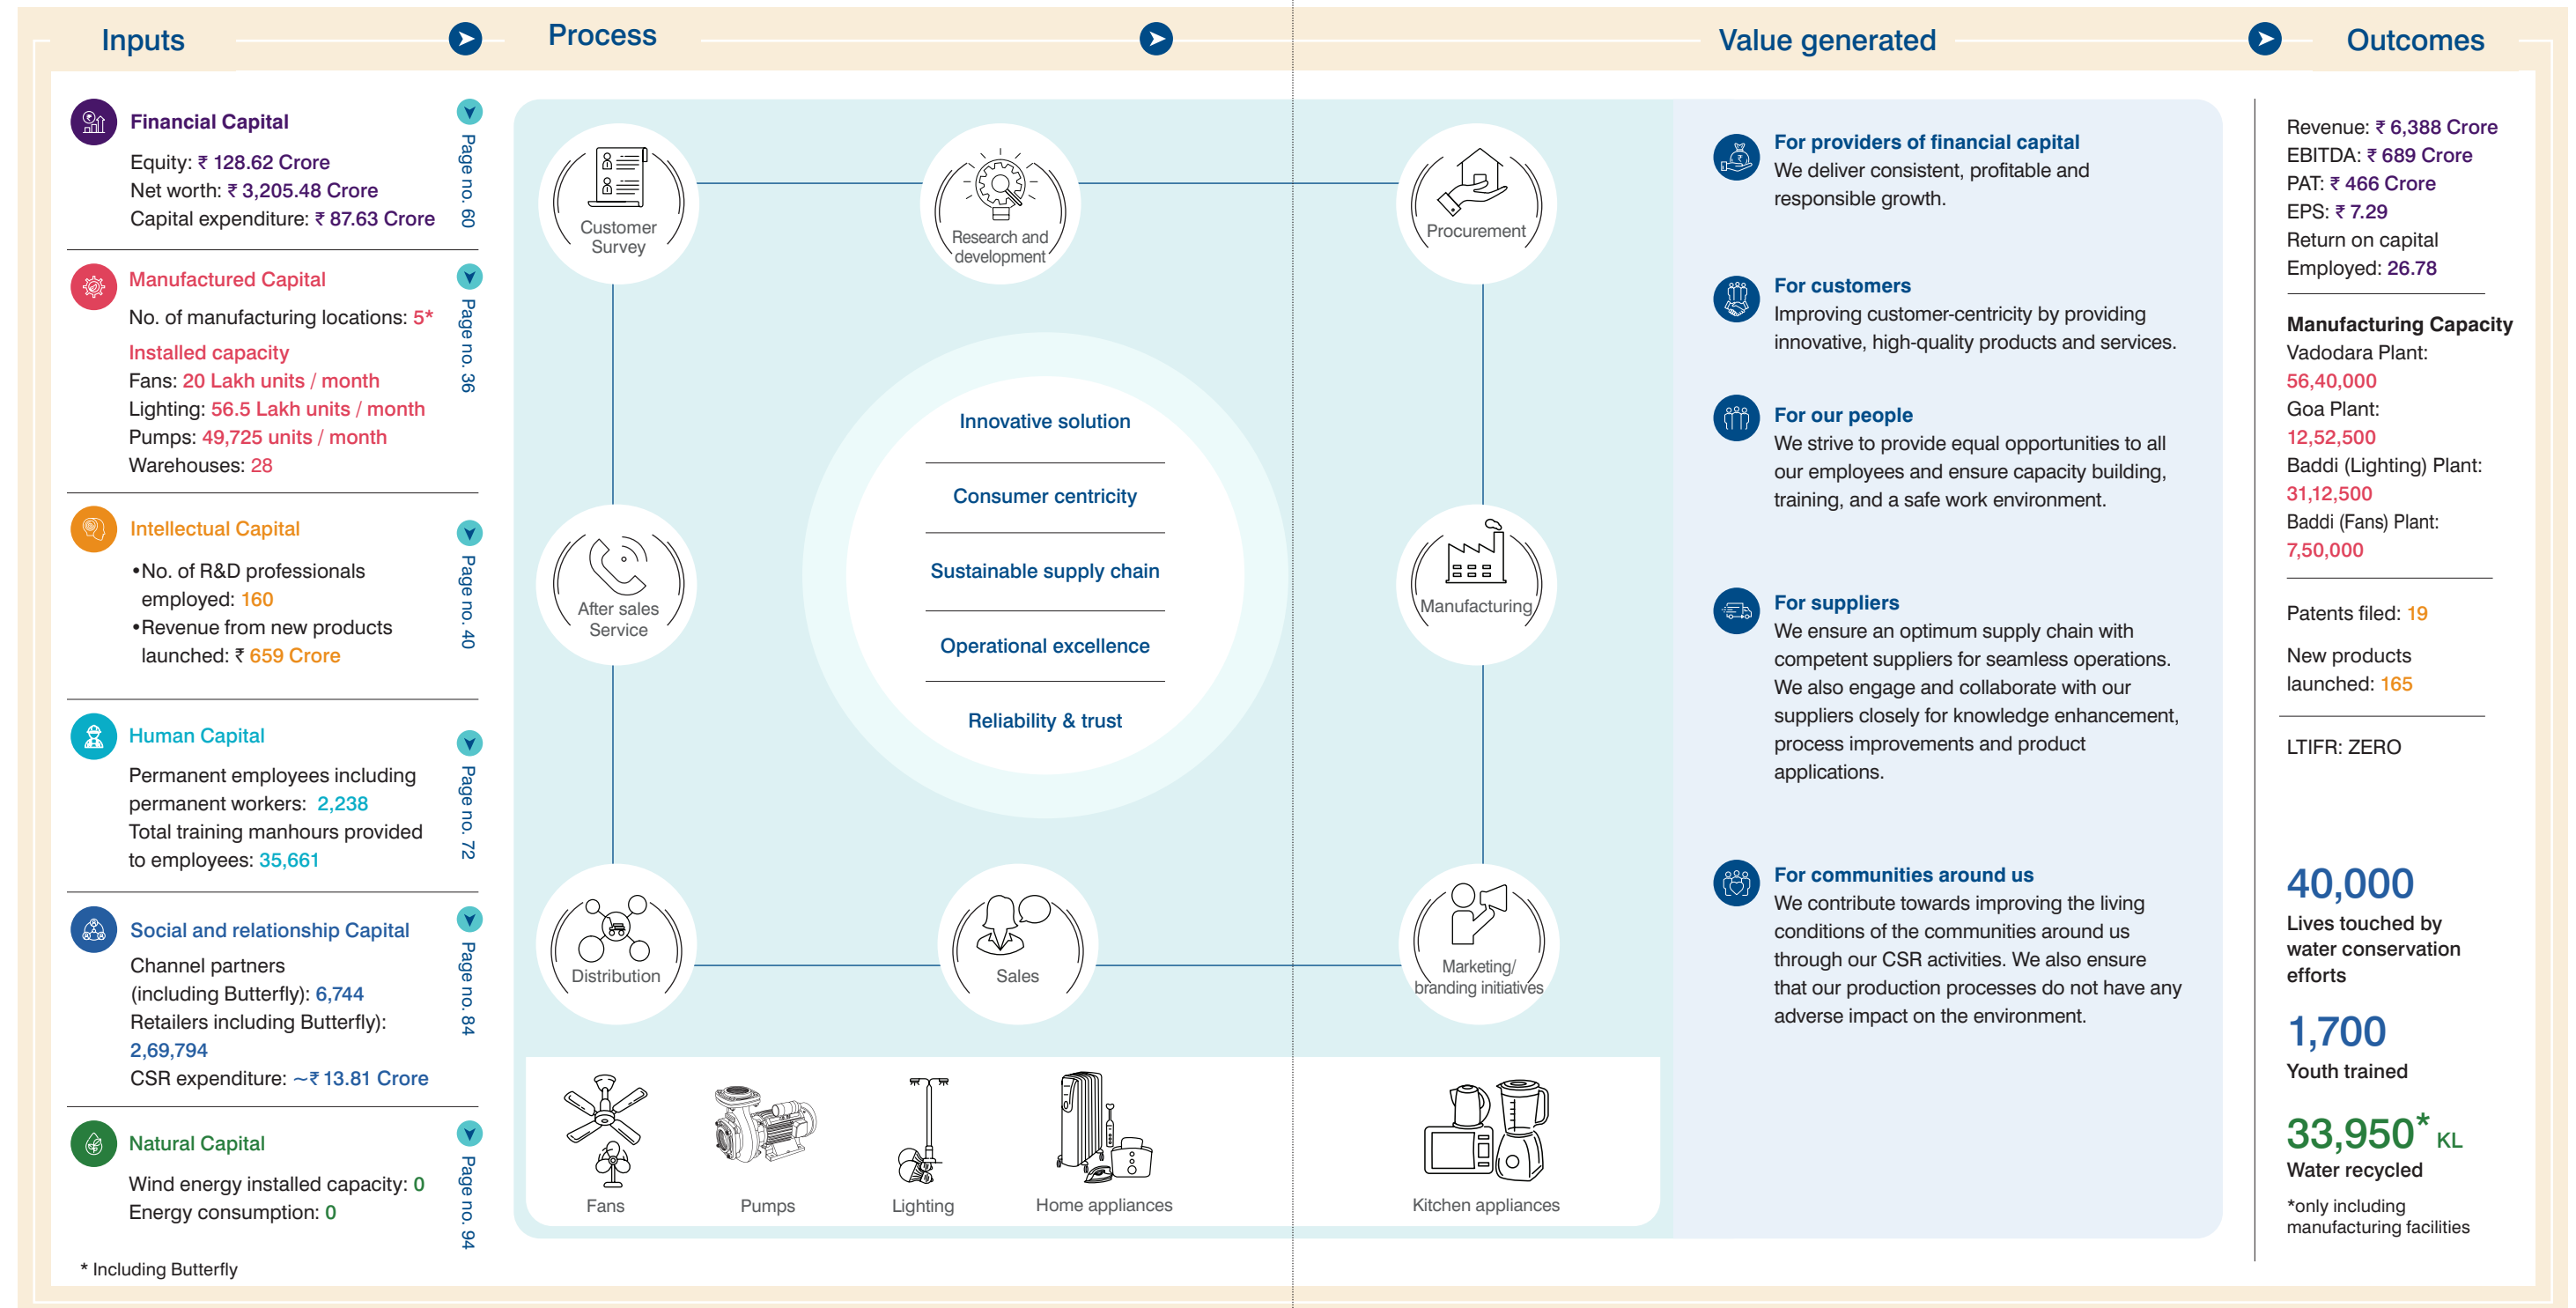 Inputs
Process
Value generated
Outcomes
Financial Capital
Equity: ₹ 128.62 Crore
Net worth: ₹ 3,205.48 Crore
Capital expenditure: ₹ 87.63 Crore
Page no. 60
Manufactured Capital
No. of manufacturing locations: 5*
Installed capacity
Fans: 20 Lakh units / month
Lighting: 56.5 Lakh units / month
Pumps: 49,725 units / month
Warehouses: 28
Page no. 36
Intellectual Capital
•No. of R&D professionals
employed: 160
•Revenue from new products
launched: ₹ 659 Crore
Page no. 40
Human Capital
Permanent employees including
permanent workers: 2,238
Total training manhours provided
to employees: 35,661
Page no. 72
Social and relationship Capital
Channel partners
(including Butterfly): 6,744
Retailers including Butterfly):
2,69,794
CSR expenditure: ~₹ 13.81 Crore
Page no. 84
Natural Capital
Wind energy installed capacity: 0
Energy consumption: 0
Page no. 94
* Including Butterfly
Customer
Survey
Research and
development
Procurement
After sales
Service
Manufacturing
Distribution
Sales
Marketing/
branding initiatives
Innovative solution
Consumer centricity
Sustainable supply chain
Operational excellence
Reliability & trust
Fans
Pumps
Lighting
Home appliances
Kitchen appliances
For providers of financial capital
We deliver consistent, profitable and
responsible growth.
For customers
Improving customer-centricity by providing
innovative, high-quality products and services.
For our people
We strive to provide equal opportunities to all
our employees and ensure capacity building,
training, and a safe work environment.
For suppliers
We ensure an optimum supply chain with
competent suppliers for seamless operations.
We also engage and collaborate with our
suppliers closely for knowledge enhancement,
process improvements and product
applications.
For communities around us
We contribute towards improving the living
conditions of the communities around us
through our CSR activities. We also ensure
that our production processes do not have any
adverse impact on the environment.
Revenue: ₹ 6,388 Crore
EBITDA: ₹ 689 Crore
PAT: ₹ 466 Crore
EPS: ₹ 7.29
Return on capital
Employed: 26.78
Manufacturing Capacity
Vadodara Plant:
56,40,000
Goa Plant:
12,52,500
Baddi (Lighting) Plant:
31,12,500
Baddi (Fans) Plant:
7,50,000
Patents filed: 19
New products
launched: 165
LTIFR: ZERO
40,000
Lives touched by
water conservation
efforts
1,700
Youth trained
33,950* KL
Water recycled
*only including
manufacturing facilities